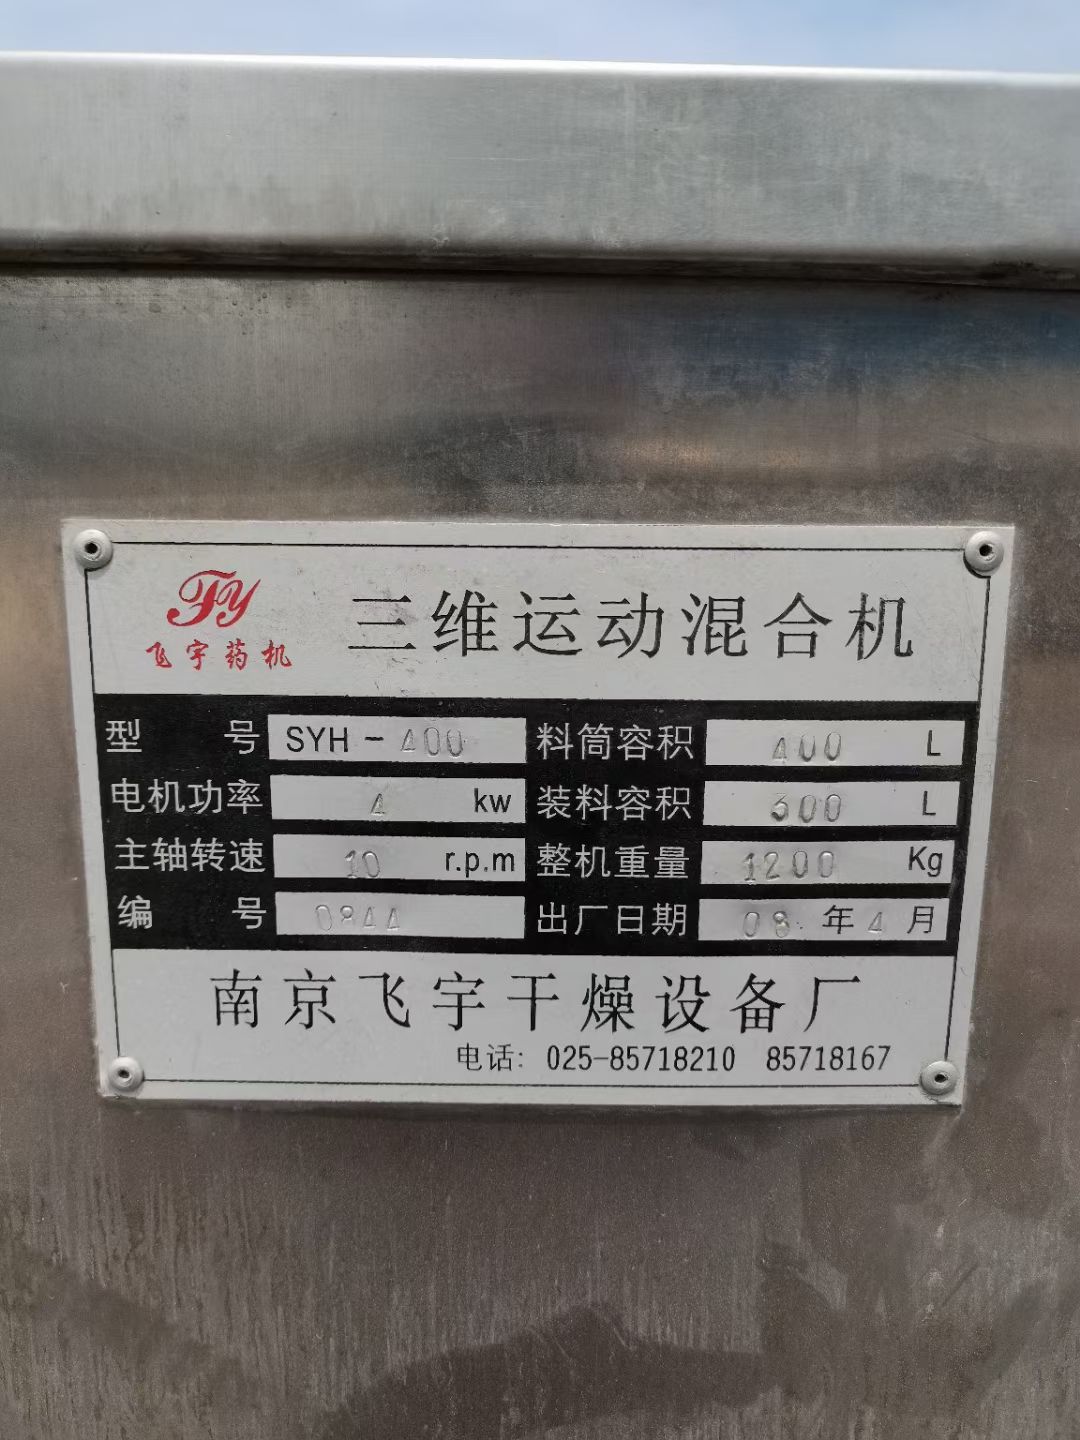 FY
飞宇药机
三维运动混合机
型号 SYH-400 料筒容积 400 L
电机功率 4 kw 装料容积 300 L
主轴转速 10 r.p.m 整机重量 1200 Kg
编号 0844 出厂日期 08年4月
南京飞宇干燥设备厂
电话: 025-85718210 85718167